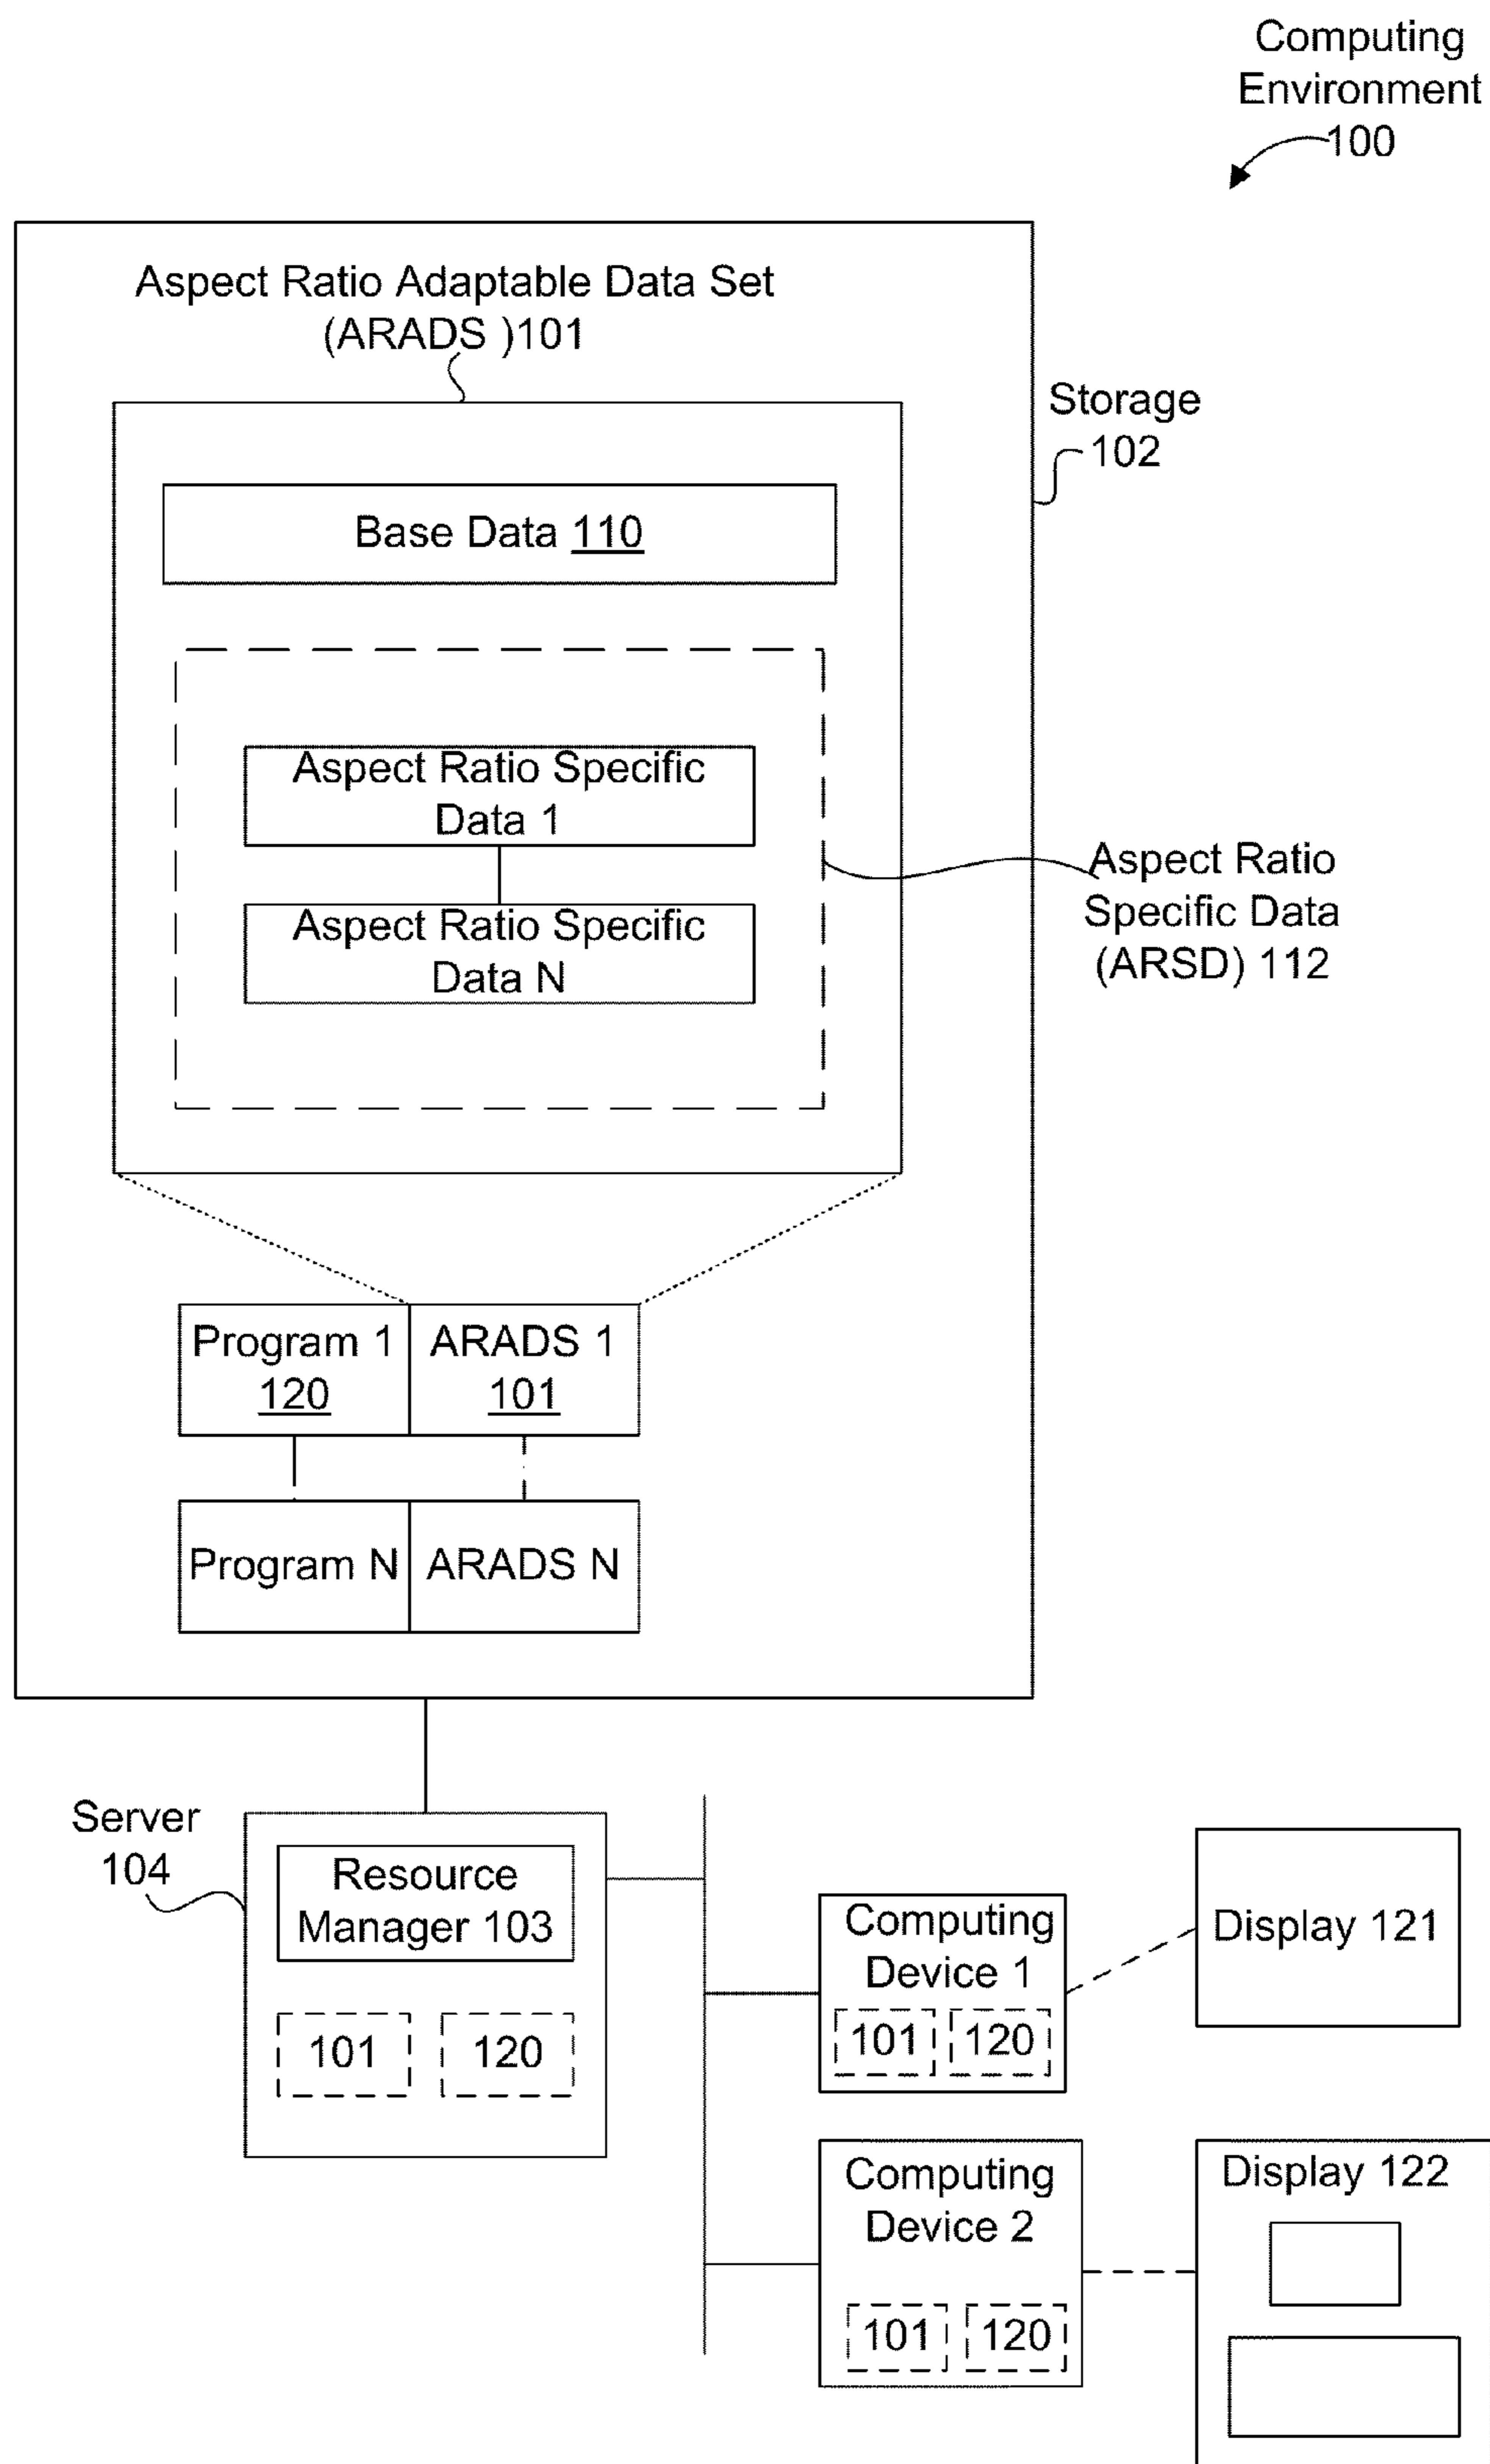 Computing
Environment
100
Aspect Ratio Adaptable Data Set
(ARADS )101
Storage
102
Base Data 110
Aspect Ratio Specific
Data 1
Aspect Ratio Specific
Data N
Aspect Ratio
Specific Data
(ARSD) 112
Program 1
120
ARADS 1
101
Program N
ARADS N
Server
104
Resource
Manager 103
101
120
Computing
Device 1
101
120
Display 121
Computing
Device 2
101
120
Display 122